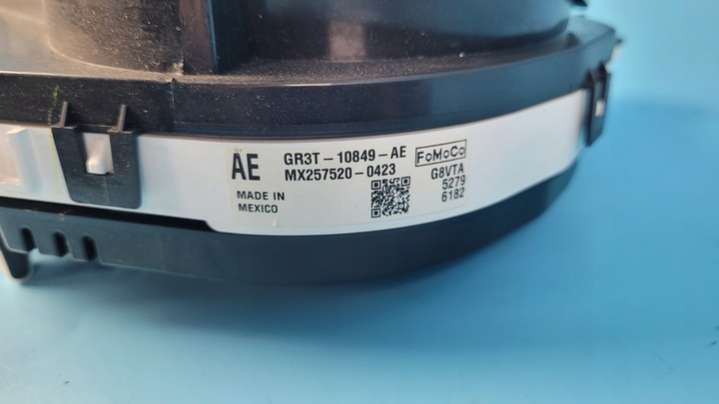 AE
GR3T-10849-AE
FoMoCo
MX257520-0423
G8VTA
5279
6182
MADE IN
MEXICO